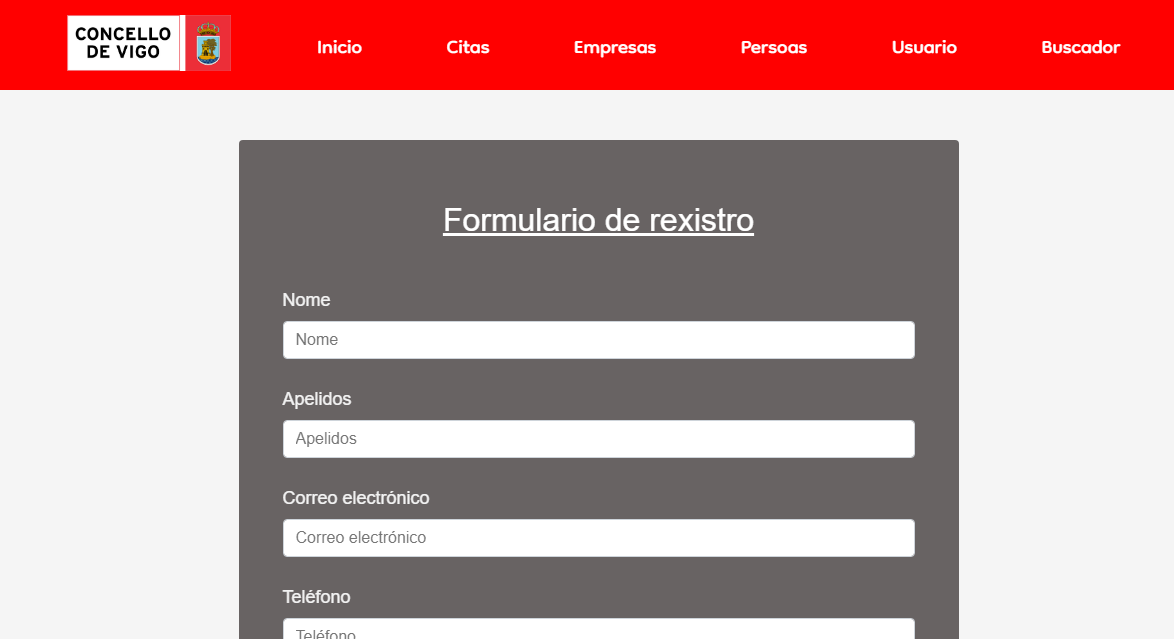 CONCELLO
DE VIGO
Inicio
Citas
Empresas
Persoas
Usuario
Buscador
Formulario de rexistro
Nome
Nome
Apelidos
Apelidos
Correo electrónico
Correo electrónico
Teléfono
Teléfono